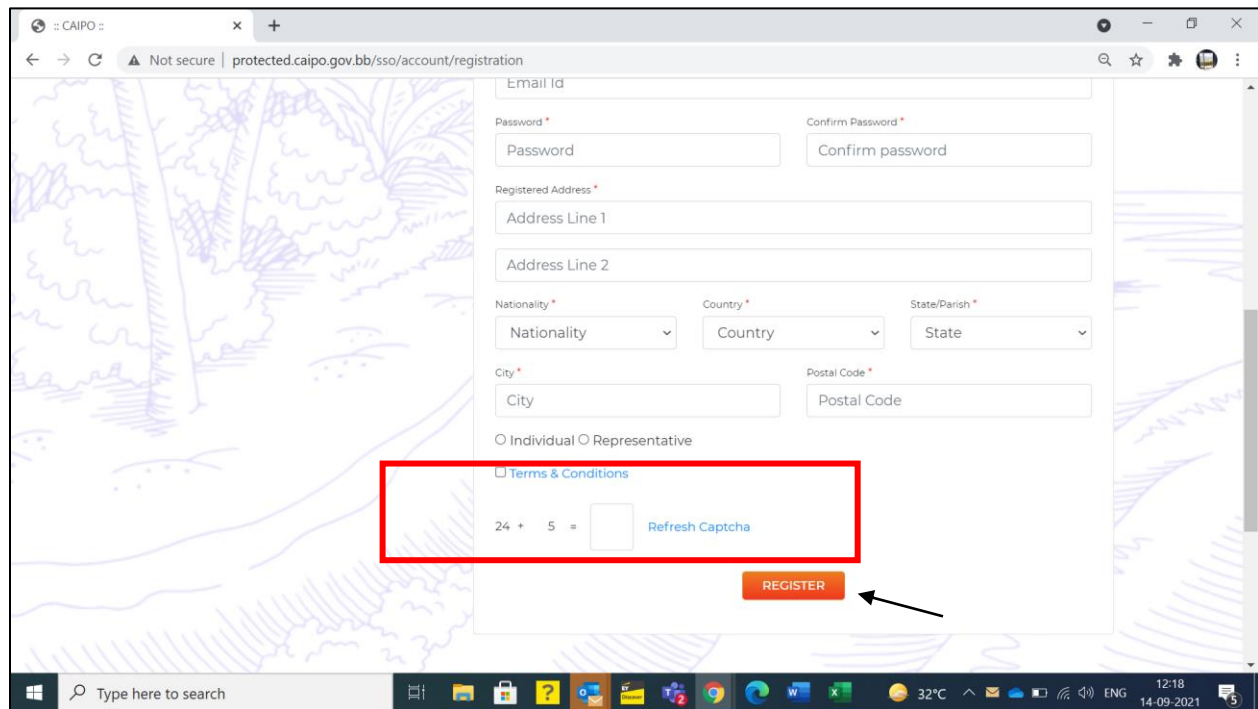 :: CAIPO ::
Not secure | protected.caipo.gov.bb/sso/account/registration
Email Id
Password * Confirm Password *
Password Confirm password
Registered Address *
Address Line 1
Address Line 2
Nationality * Country * State/Parish *
Nationality Country State
City * Postal Code *
City Postal Code
Individual Representative
Terms & Conditions
24 + 5 = Refresh Captcha
REGISTER
Type here to search 32°C ENG 12:18
14-09-2021